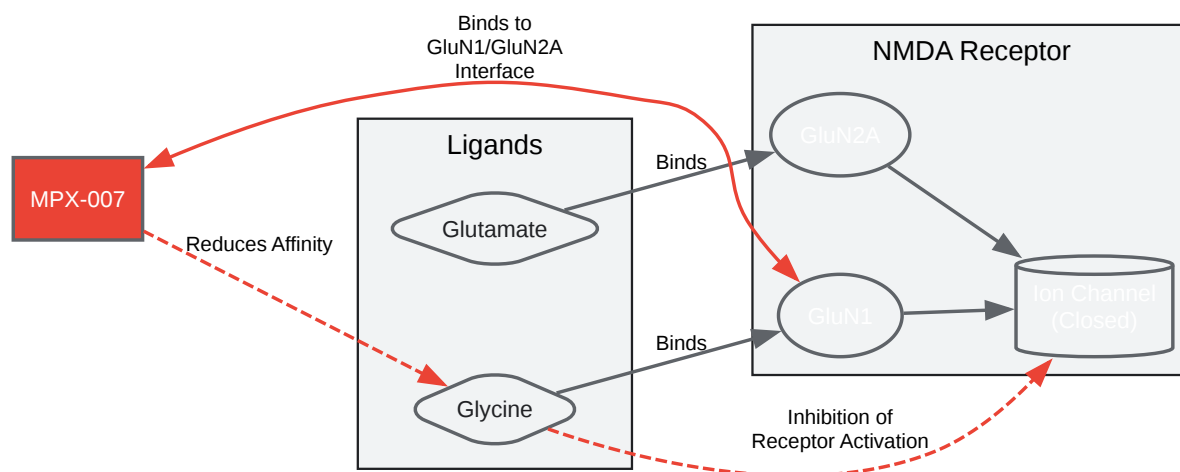 Binds to
GluN1/GluN2A
Interface
NMDA Receptor
Ligands
GluN2A
Binds
MPX-007
Glutamate
Reduces Affinity
Ion Channel
(Closed)
GluN1
Binds
Glycine
Inhibition of
Receptor Activation